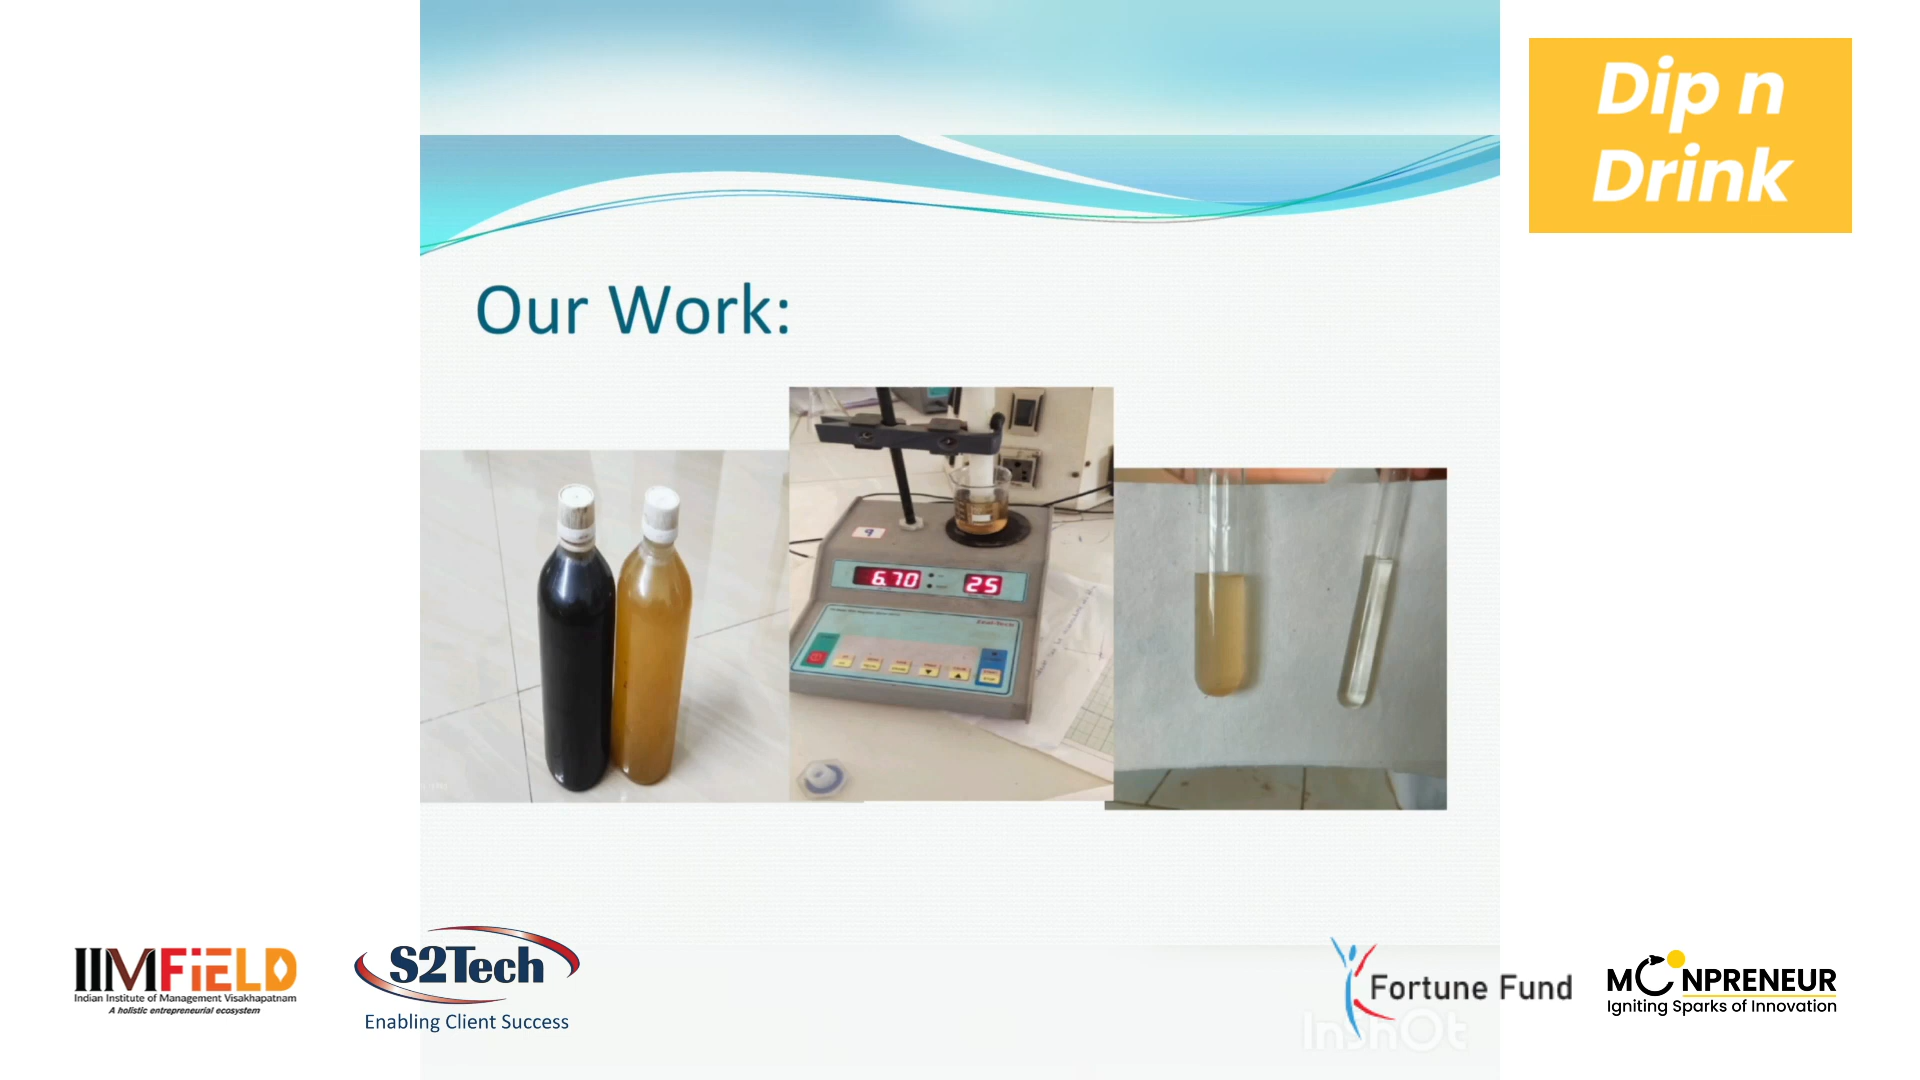 Dip n
Drink
Our Work:
9
6.70 25
IIMFiELD
Indian Institute of Management Visakhapatnam
A holistic entrepreneurial ecosystem
S2Tech
Enabling Client Success
Fortune Fund
InshOt
MOONPRENEUR
Igniting Sparks of Innovation